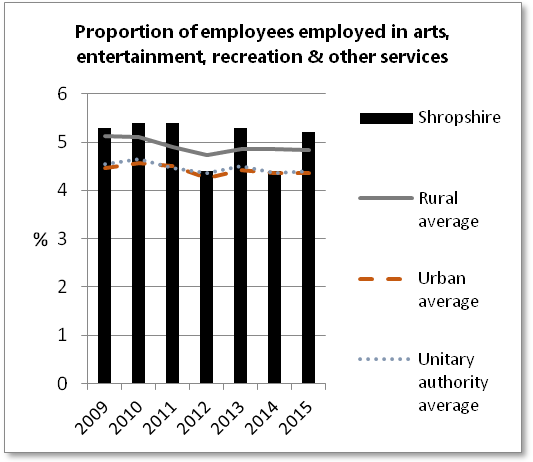 Proportion of employees employed in arts,
entertainment, recreation & other services
6
5
4
3
2
1
0
%
2009
2010
2011
2012
2013
2014
2015
Shropshire
Rural
average
Urban
average
Unitary
authority
average